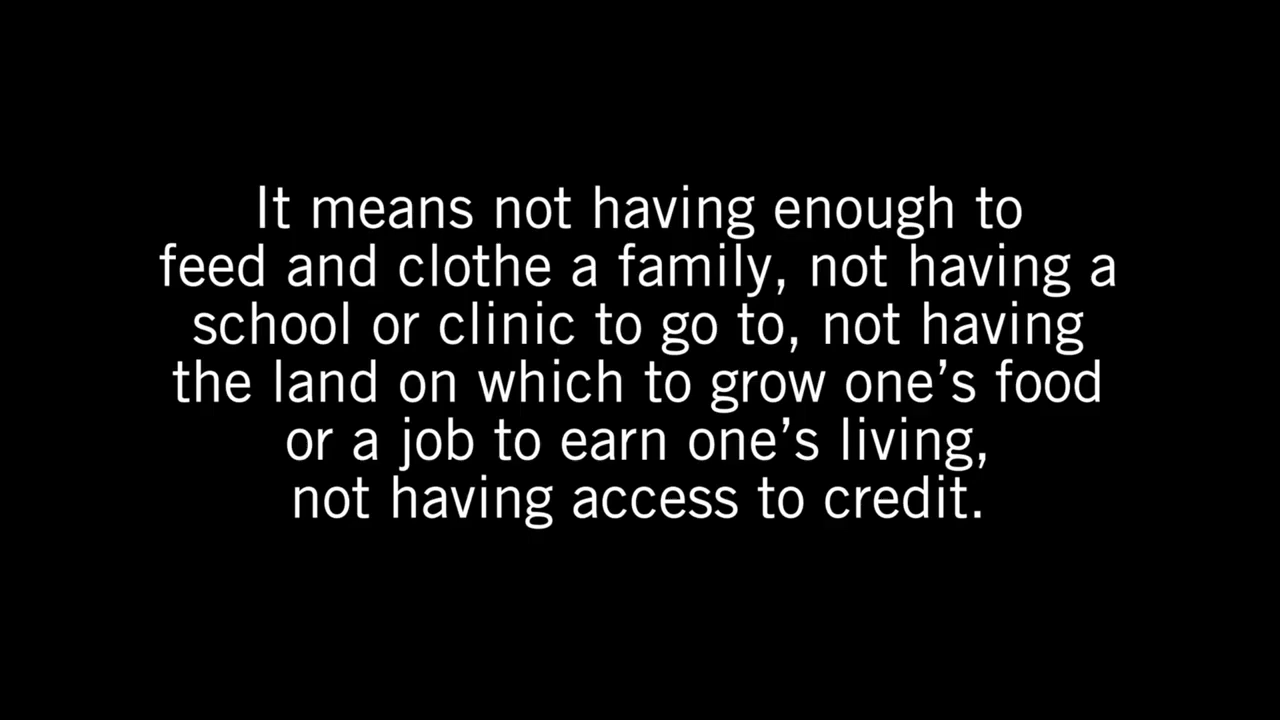 It means not having enough to
feed and clothe a family, not having a
school or clinic to go to, not having
the land on which to grow one’s food
or a job to earn one’s living,
not having access to credit.